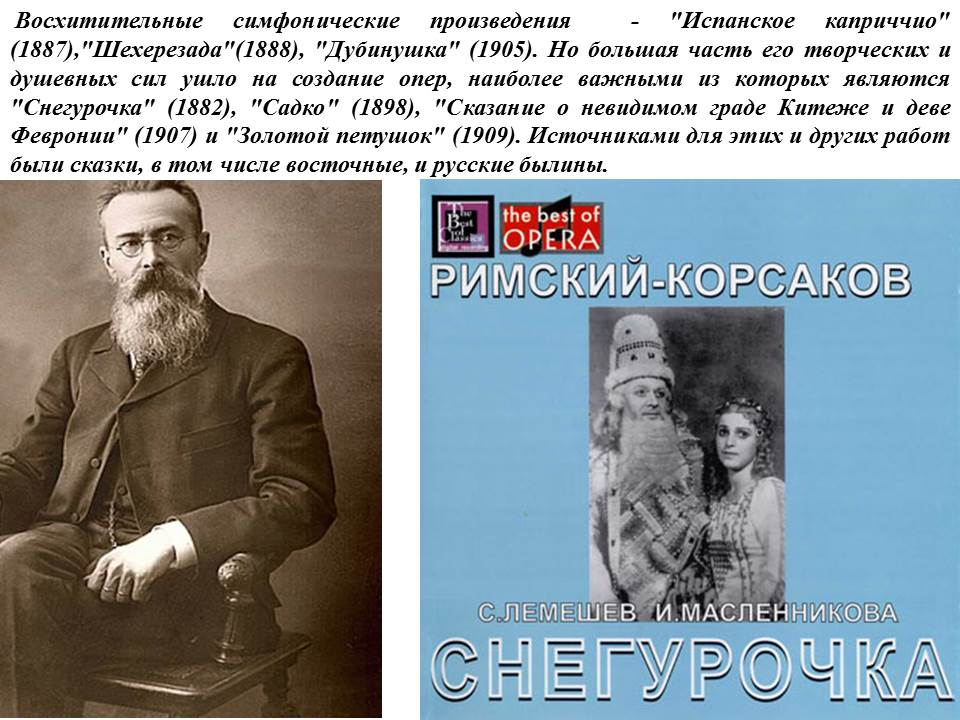 Восхитительные симфонические произведения - "Испанское каприччио"
(1887),"Шехерезада"(1888), "Дубинушка" (1905). Но большая часть его творческих и
душевных сил ушло на создание опер, наиболее важными из которых являются
"Снегурочка" (1882), "Садко" (1898), "Сказание о невидимом граде Китеже и деве
Февронии" (1907) и "Золотой петушок" (1909). Источниками для этих и других работ
были сказки, в том числе восточные, и русские былины.
The
Best
of
Classics
digital recording
the best of
OPERA
РИМСКИЙ-КОРСАКОВ
С.ЛЕМЕШЕВ И.МАСЛЕННИКОВА
СНЕГУРОЧКА